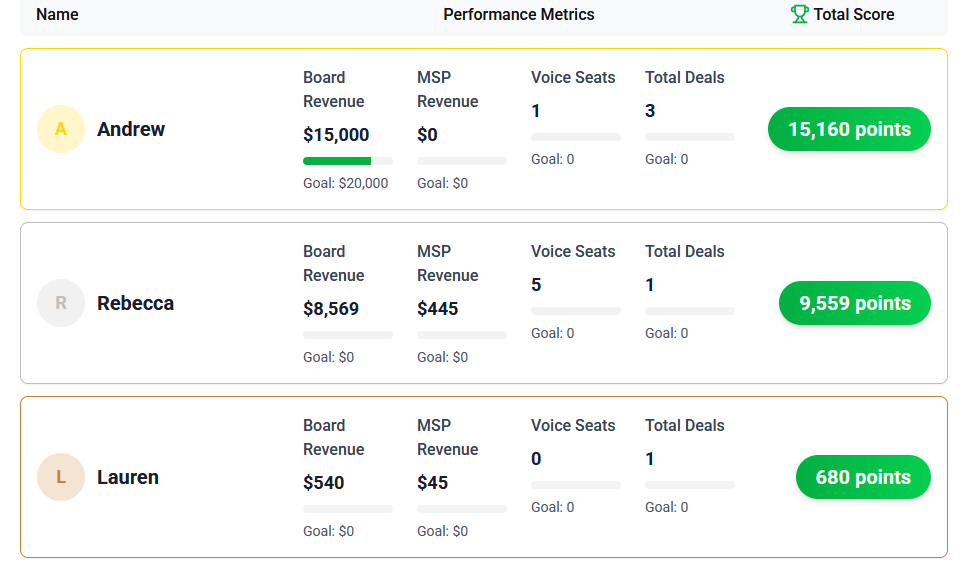 Name Performance Metrics Total Score
A Andrew
Board Revenue
$15,000
Goal: $20,000
MSP Revenue
$0
Goal: $0
Voice Seats
1
Goal: 0
Total Deals
3
Goal: 0
15,160 points
R Rebecca
Board Revenue
$8,569
Goal: $0
MSP Revenue
$445
Goal: $0
Voice Seats
5
Goal: 0
Total Deals
1
Goal: 0
9,559 points
L Lauren
Board Revenue
$540
Goal: $0
MSP Revenue
$45
Goal: $0
Voice Seats
0
Goal: 0
Total Deals
1
Goal: 0
680 points